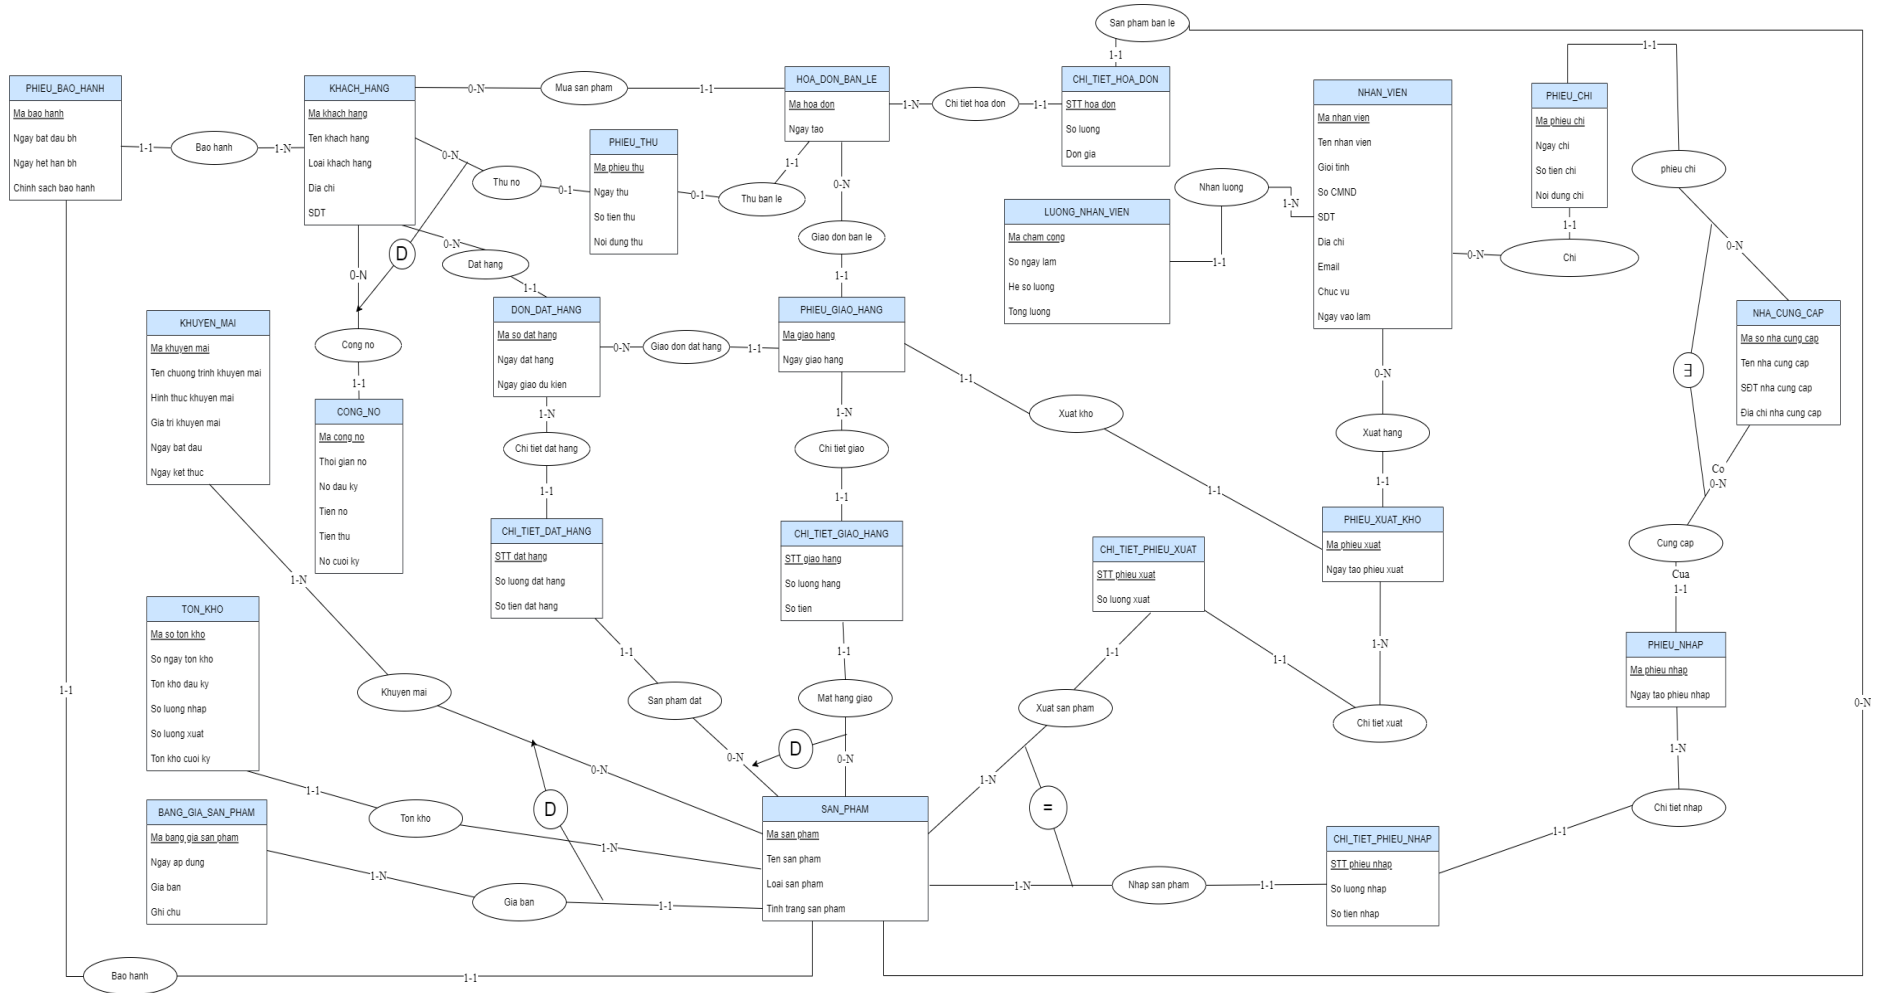 San pham ban le
1-1
1-1
PHIEU_BAO_HANH
Ma bao hanh
Ngay bat dau bh
Ngay het han bh
Chinh sach bao hanh
1-1
Bao hanh
1-N
KHACH_HANG
Ma khach hang
Ten khach hang
Loai khach hang
Dia chi
SDT
0-N
Mua san pham
1-1
HOA_DON_BAN_LE
Ma hoa don
Ngay tao
1-N
Chi tiet hoa don
1-1
CHI_TIET_HOA_DON
STT hoa don
So luong
Don gia
NHAN_VIEN
Ma nhan vien
Ten nhan vien
Gioi tinh
So CMND
SDT
Dia chi
Email
Chuc vu
Ngay vao lam
PHIEU_CHI
Ma phieu chi
Ngay chi
So tien chi
Noi dung chi
phieu chi
0-N
Thu no
0-1
PHIEU_THU
Ma phieu thu
Ngay thu
So tien thu
Noi dung thu
0-1
Thu ban le
1-1
0-N
Giao don ban le
1-1
LUONG_NHAN_VIEN
Ma cham cong
So ngay lam
He so luong
Tong luong
Nhan luong
1-N
1-1
0-N
Chi
1-1
0-N
D
0-N
Cong no
1-1
CONG_NO
Ma cong no
Thoi gian no
No dau ky
Tien no
Tien thu
No cuoi ky
0-N
Dat hang
1-1
DON_DAT_HANG
Ma so dat hang
Ngay dat hang
Ngay giao du kien
0-N
Giao don dat hang
1-1
PHIEU_GIAO_HANG
Ma giao hang
Ngay giao hang
1-1
Xuat kho
1-1
0-N
Xuat hang
1-1
NHA_CUNG_CAP
Ma so nha cung cap
Ten nha cung cap
SĐT nha cung cap
Đia chi nha cung cap
∃
Co
0-N
Cung cap
Cua
1-1
KHUYEN_MAI
Ma khuyen mai
Ten chuong trinh khuyen mai
Hinh thuc khuyen mai
Gia tri khuyen mai
Ngay bat dau
Ngay ket thuc
1-N
Khuyen mai
0-N
1-N
Chi tiet dat hang
1-1
CHI_TIET_DAT_HANG
STT dat hang
So luong dat hang
So tien dat hang
1-1
San pham dat
0-N
1-N
Chi tiet giao
1-1
CHI_TIET_GIAO_HANG
STT giao hang
So luong hang
So tien
1-1
Mat hang giao
D
0-N
CHI_TIET_PHIEU_XUAT
STT phieu xuat
So luong xuat
1-1
Xuat san pham
1-N
1-1
PHIEU_XUAT_KHO
Ma phieu xuat
Ngay tao phieu xuat
1-N
Chi tiet xuat
PHIEU_NHAP
Ma phieu nhap
Ngay tao phieu nhap
1-N
Chi tiet nhap
1-1
0-N
1-1
TON_KHO
Ma so ton kho
So ngay ton kho
Ton kho dau ky
So luong nhap
So luong xuat
Ton kho cuoi ky
1-1
Ton kho
1-N
D
=
BANG_GIA_SAN_PHAM
Ma bang gia san pham
Ngay ap dung
Gia ban
Ghi chu
1-N
Gia ban
1-1
SAN_PHAM
Ma san pham
Ten san pham
Loai san pham
Tinh trang san pham
1-N
Nhap san pham
1-1
CHI_TIET_PHIEU_NHAP
STT phieu nhap
So luong nhap
So tien nhap
Bao hanh
1-1